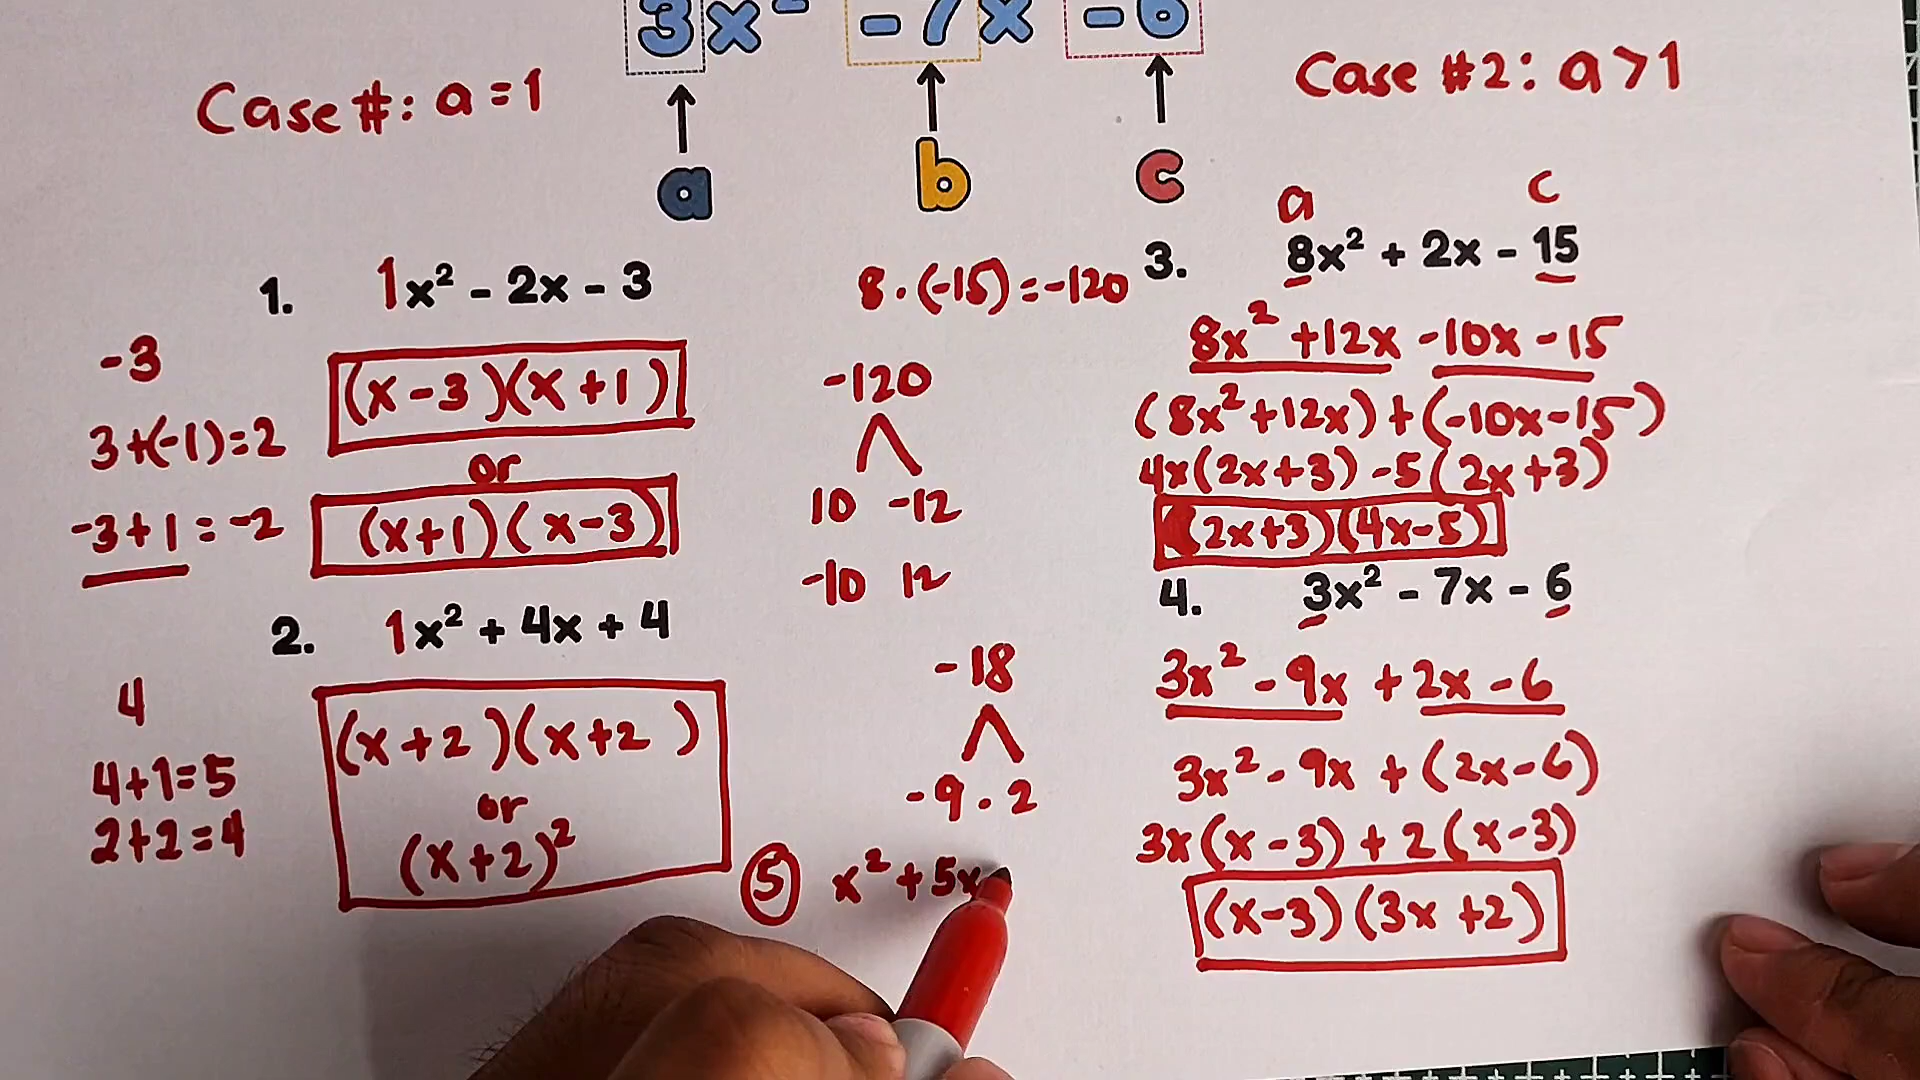 3x² - 7x - 6
Case #: a = 1
a
b
c
Case #2: a > 1
1. 1x² - 2x - 3
-3
3+(-1)=2
-3+1 = -2
(x-3)(x+1)
or
(x+1)(x-3)
2. 1x² + 4x + 4
4
4+1=5
2+2=4
(x+2)(x+2)
or
(x+2)²
8·(-15)=-120
-120
10 -12
-10 12
-18
-9 · 2
⑤ x² + 5x
a c
3. 8x² + 2x - 15
8x² +12x -10x -15
(8x²+12x)+(-10x-15)
4x(2x+3) -5(2x+3)
(2x+3)(4x-5)
4. 3x² - 7x - 6
3x² - 9x + 2x - 6
3x² - 9x + (2x-6)
3x(x-3) + 2(x-3)
(x-3)(3x+2)